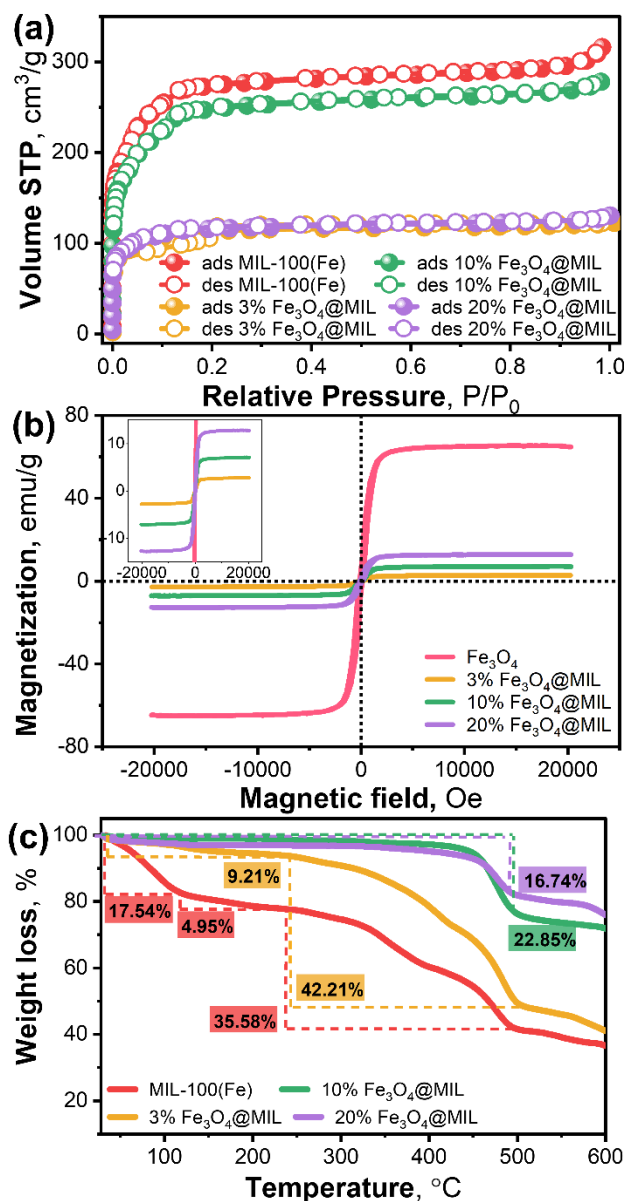 (a)
300
200
100
0
Volume STP, cm³/g
ads MIL-100(Fe) ads 10% Fe₃O₄@MIL
des MIL-100(Fe) des 10% Fe₃O₄@MIL
ads 3% Fe₃O₄@MIL ads 20% Fe₃O₄@MIL
des 3% Fe₃O₄@MIL des 20% Fe₃O₄@MIL
0.0 0.2 0.4 0.6 0.8 1.0
Relative Pressure, P/P₀
(b)
80
40
0
-40
-80
Magnetization, emu/g
10
0
-10
-20000 0 20000
Fe₃O₄
3% Fe₃O₄@MIL
10% Fe₃O₄@MIL
20% Fe₃O₄@MIL
-20000 -10000 0 10000 20000
Magnetic field, Oe
(c)
100
80
60
40
20
Weight loss, %
9.21%
16.74%
17.54%
4.95%
22.85%
42.21%
35.58%
MIL-100(Fe) 10% Fe₃O₄@MIL
3% Fe₃O₄@MIL 20% Fe₃O₄@MIL
100 200 300 400 500 600
Temperature, °C